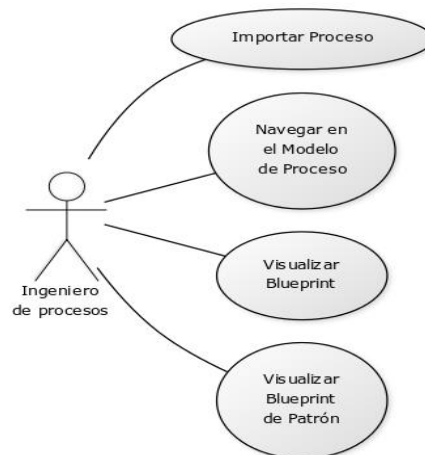 Importar Proceso
Navegar en
el Modelo
de Proceso
Ingeniero
de procesos
Visualizar
Blueprint
Visualizar
Blueprint
de Patrón